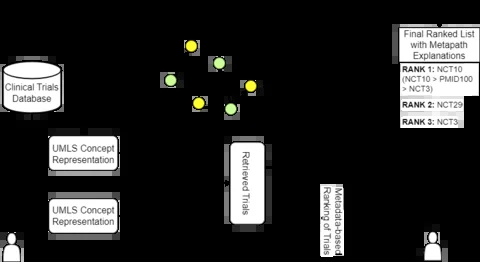 Final Ranked List
with Metapath
Explanations
RANK 1: NCT10
(NCT10 > PMID100
> NCT3)
RANK 2: NCT29
RANK 3: NCT3
Clinical Trials
Database
UMLS Concept
Representation
UMLS Concept
Representation
Retrieved Trials
Metadata-based
Ranking of Trials